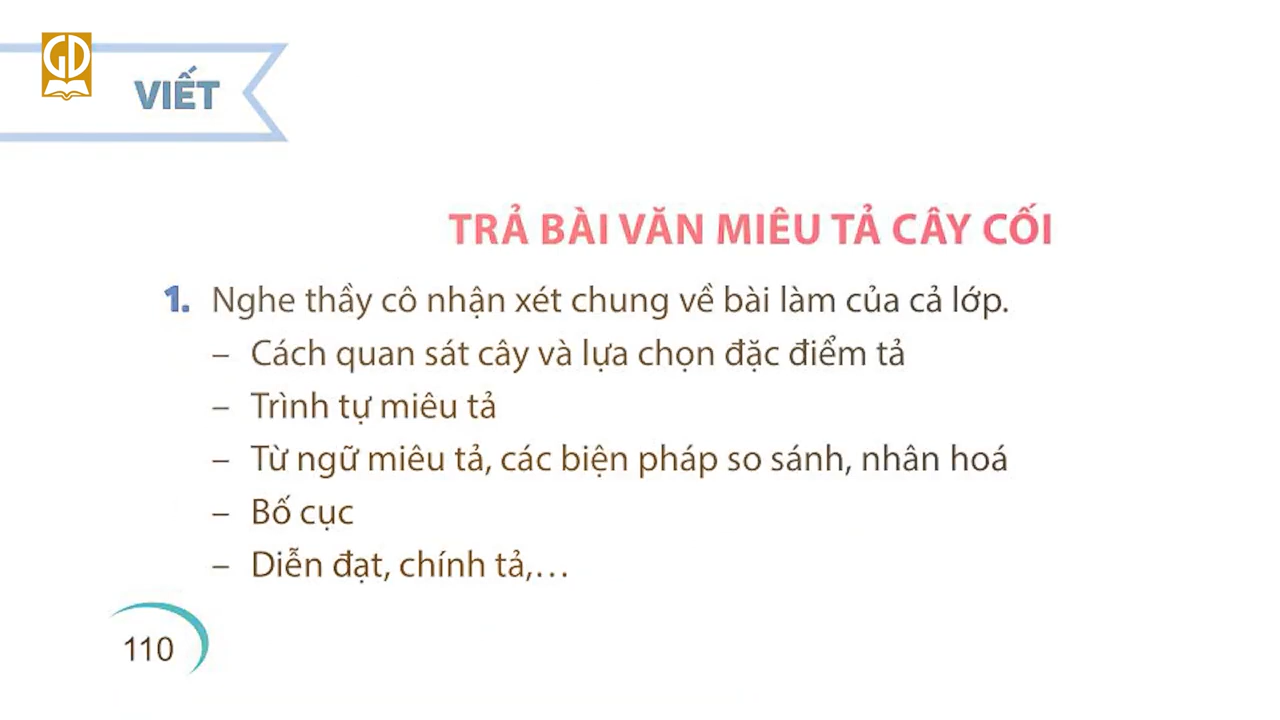 GD
VIẾT
TRẢ BÀI VĂN MIÊU TẢ CÂY CỐI
1. Nghe thầy cô nhận xét chung về bài làm của cả lớp.
– Cách quan sát cây và lựa chọn đặc điểm tả
– Trình tự miêu tả
– Từ ngữ miêu tả, các biện pháp so sánh, nhân hoá
– Bố cục
– Diễn đạt, chính tả,…
110